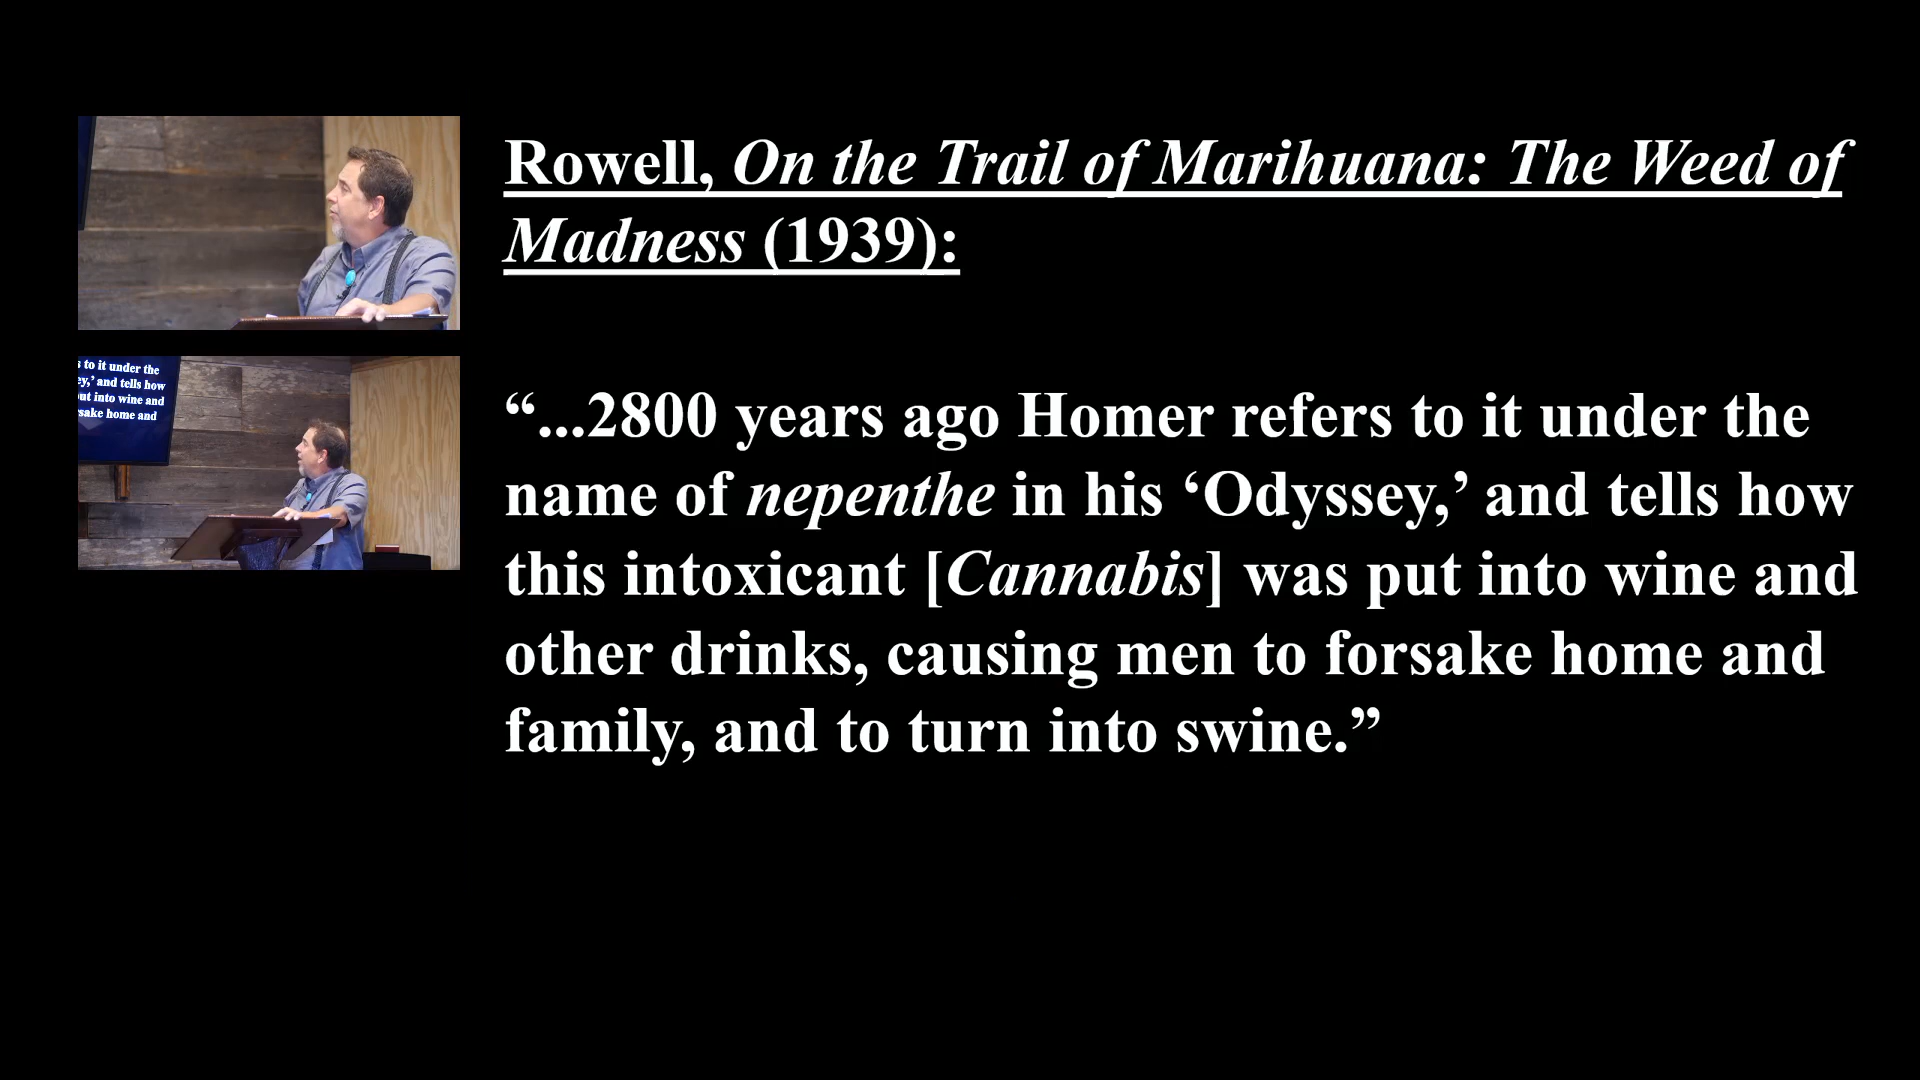 Rowell, On the Trail of Marihuana: The Weed of
Madness (1939):
“...2800 years ago Homer refers to it under the
name of nepenthe in his ‘Odyssey,’ and tells how
this intoxicant [Cannabis] was put into wine and
other drinks, causing men to forsake home and
family, and to turn into swine.”
to it under the
and tells how
into wine and
home and